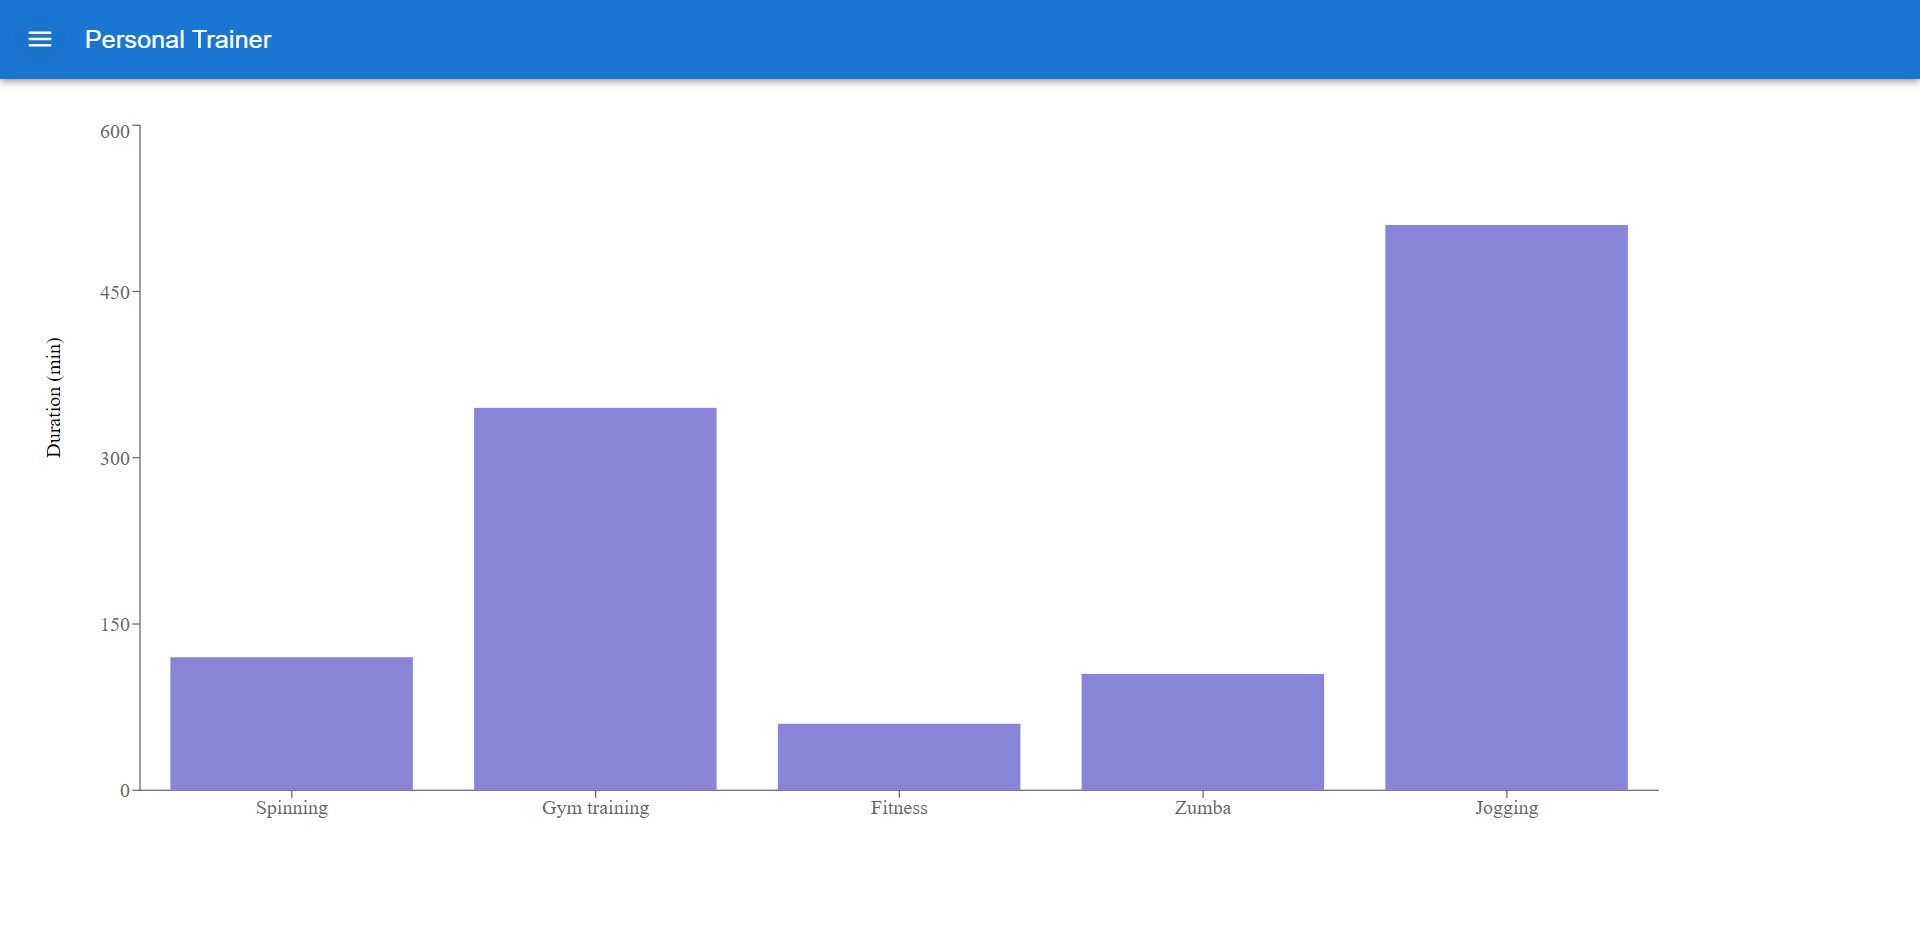 Personal Trainer
600
450
300
150
0
Duration (min)
Spinning
Gym training
Fitness
Zumba
Jogging